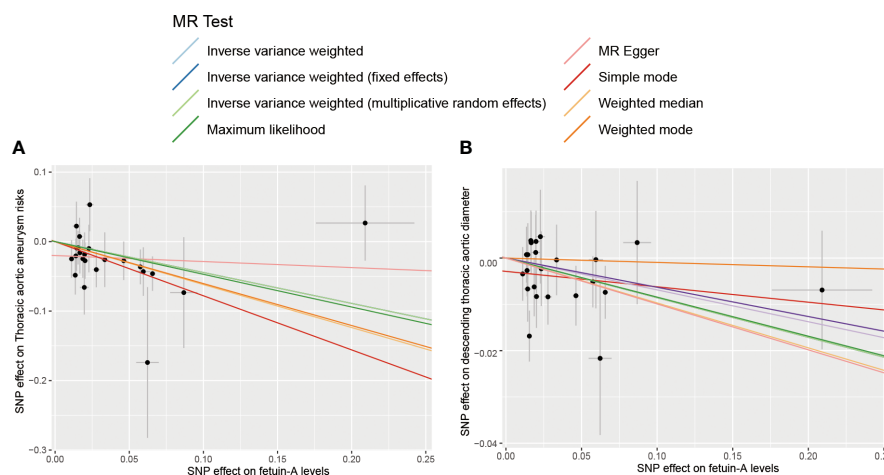 MR Test
Inverse variance weighted
Inverse variance weighted (fixed effects)
Inverse variance weighted (multiplicative random effects)
Maximum likelihood
MR Egger
Simple mode
Weighted median
Weighted mode
A
SNP effect on Thoracic aortic aneurysm risks
0.1
0.0
−0.1
−0.2
−0.3
0.00
0.05
0.10
0.15
0.20
0.25
SNP effect on fetuin-A levels
B
SNP effect on descending thoracic aortic diameter
0.00
−0.02
−0.04
0.00
0.05
0.10
0.15
0.20
SNP effect on fetuin-A levels